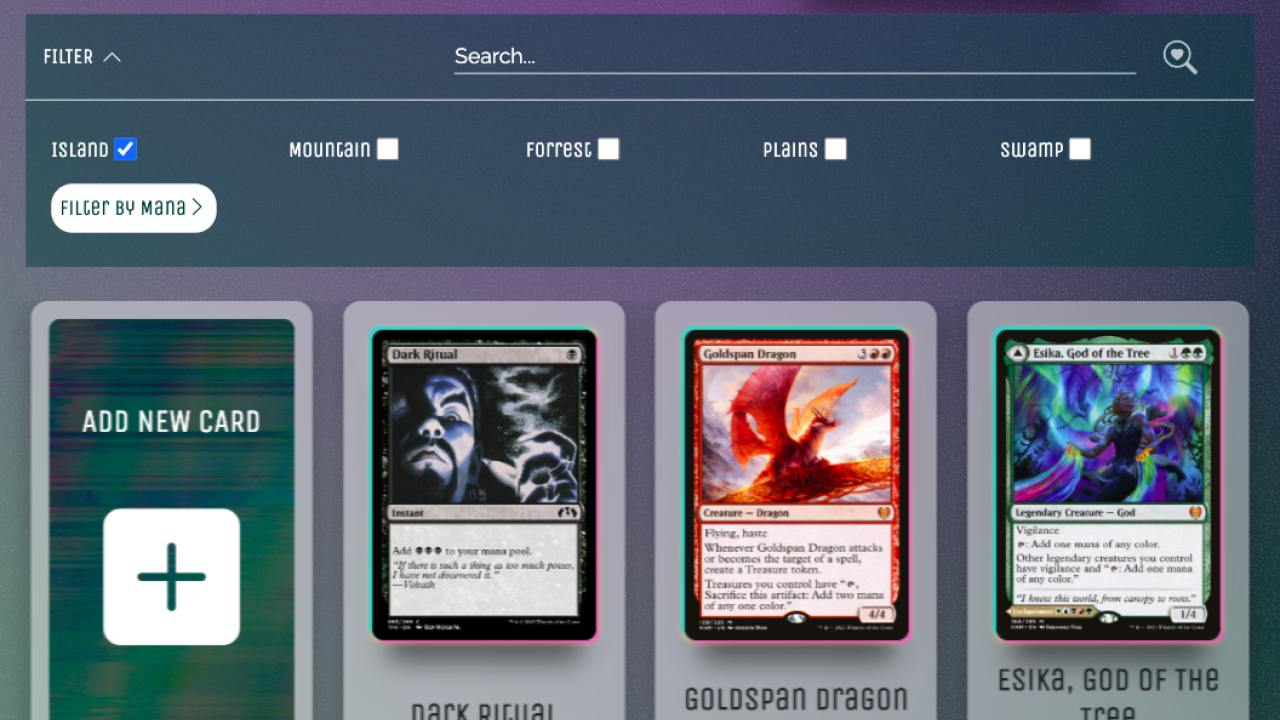 FILTER
Search...
Island
Mountain
Forrest
Plains
Swamp
Filter by Mana
ADD NEW CARD
Dark Ritual
Instant
Add to your mana pool.
"If there is such a thing as too much power,
I have not discovered it."
—Volrath
Dark Ritual
Goldspan Dragon 3
Creature — Dragon
Flying, haste
Whenever Goldspan Dragon attacks
or becomes the target of a spell,
create a Treasure token.
Treasures you control have "
Sacrifice this artifact: Add two mana
of any one color."
4/4
Goldspan Dragon
Esika, God of the Tree 1
Legendary Creature — God
Vigilance
: Add one mana of any color.
Other legendary creatures you control
have vigilance and " : Add one mana
of any color."
"I know this world, from canopy to roots."
Enchantment
1/4
Esika, God of the
Tree